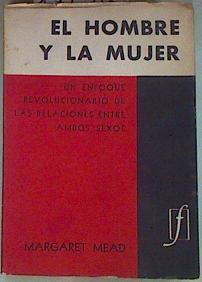 EL HOMBRE
Y LA MUJER
UN ENFOQUE
REVOLUCIONARIO DE
LAS RELACIONES ENTRE
AMBOS SEXOS
f
MARGARET MEAD